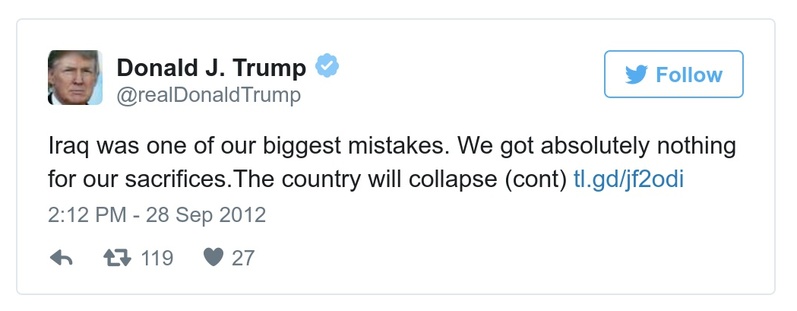 Donald J. Trump
@realDonaldTrump
Follow
Iraq was one of our biggest mistakes. We got absolutely nothing
for our sacrifices.The country will collapse (cont) tl.gd/jf2odi
2:12 PM - 28 Sep 2012
119 27